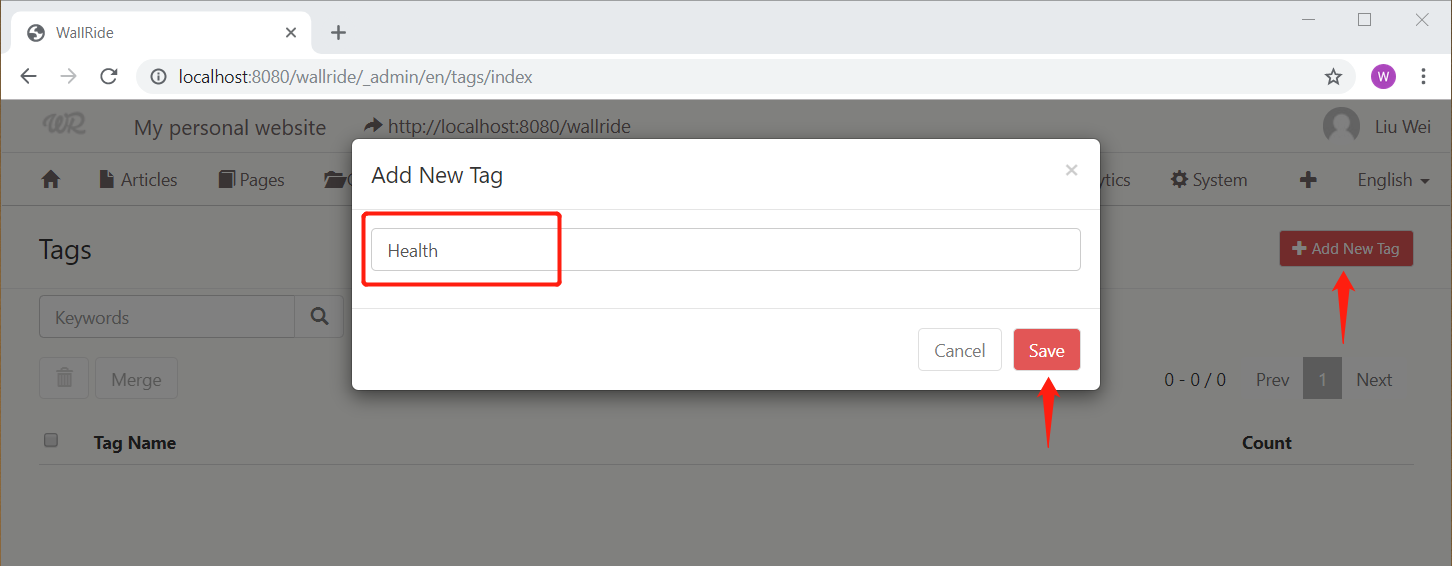 WallRide
localhost:8080/wallride/_admin/en/tags/index
W
WR
My personal website
http://localhost:8080/wallride
Liu Wei
Articles
Pages
System
English
Add New Tag
Health
Cancel
Save
Tags
Add New Tag
Keywords
Merge
0 - 0 / 0
Prev
1
Next
Tag Name
Count